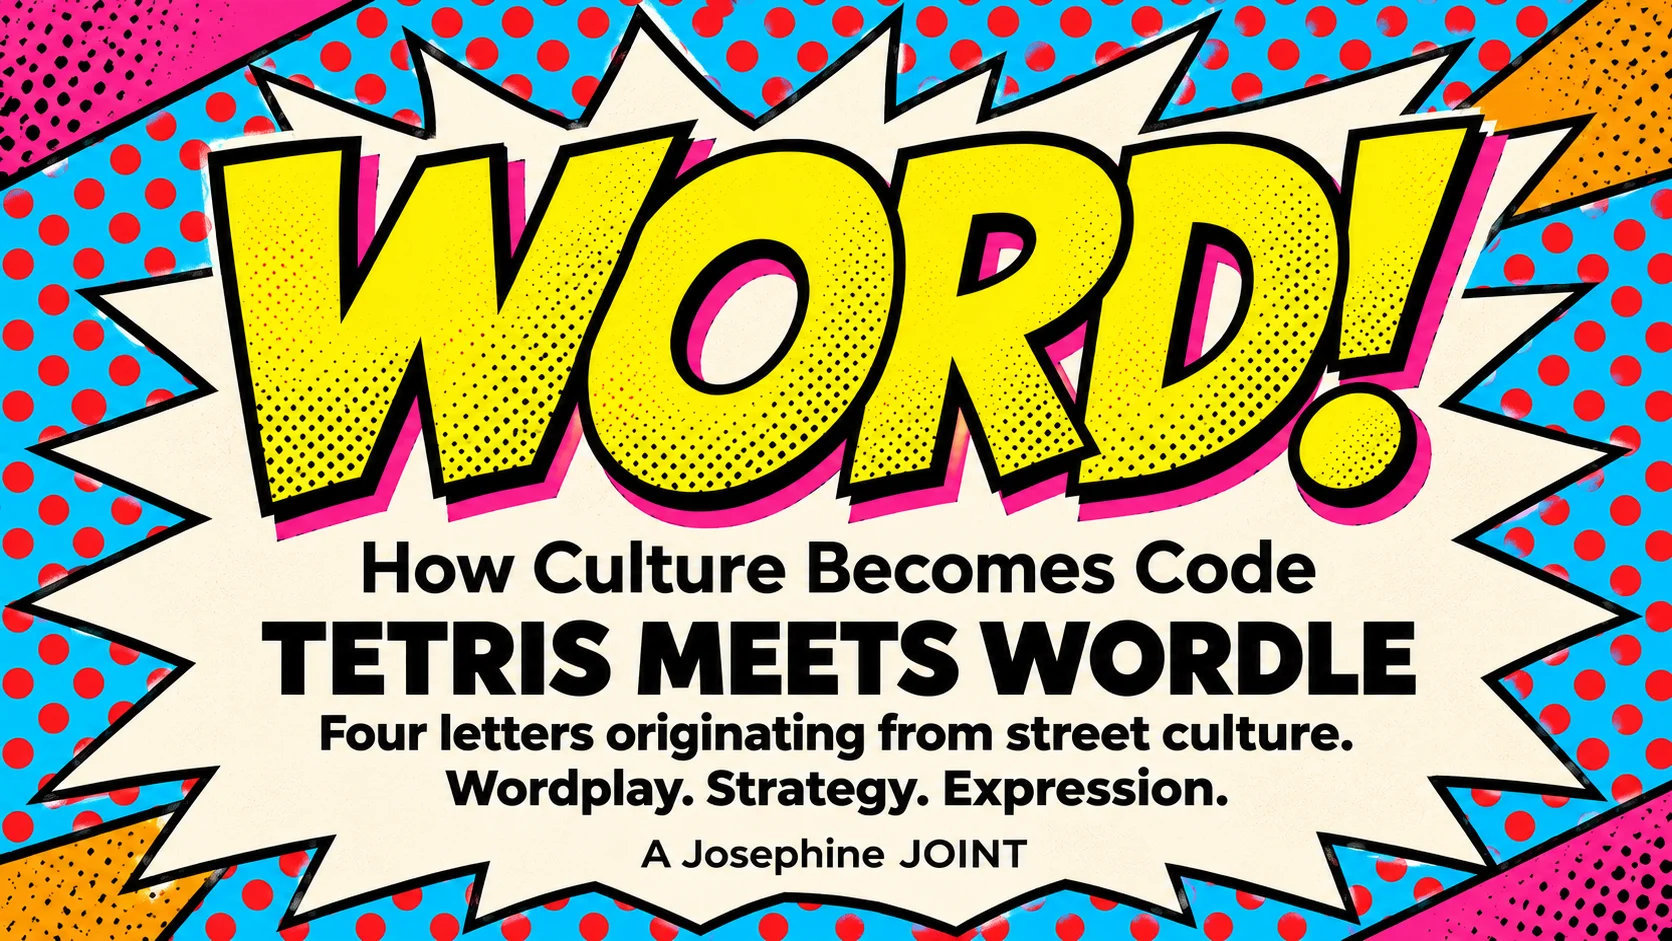 WORD!
How Culture Becomes Code
TETRIS MEETS WORDLE
Four letters originating from street culture.
Wordplay. Strategy. Expression.
A Josephine JOINT